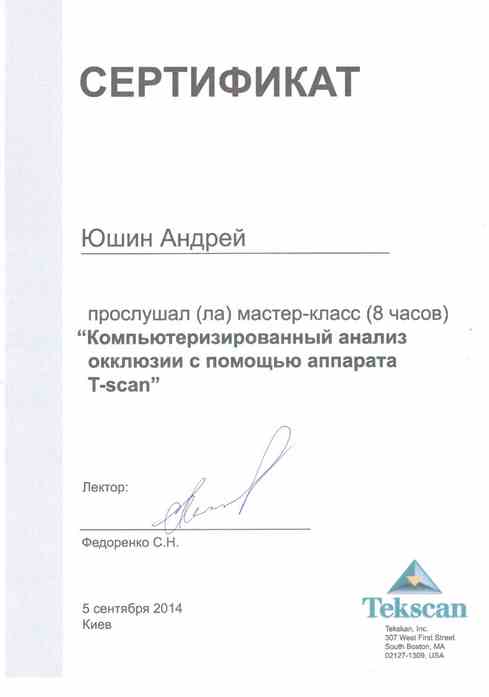 СЕРТИФИКАТ
Юшин Андрей
прослушал (ла) мастер-класс (8 часов)
“Компьютеризированный анализ
окклюзии с помощью аппарата
T-scan”
Лектор:
Федоренко С.Н.
5 сентября 2014
Киев
Tekscan
Tekskan, Inc.
307 West First Street
South Boston, MA
02127-1309, USA